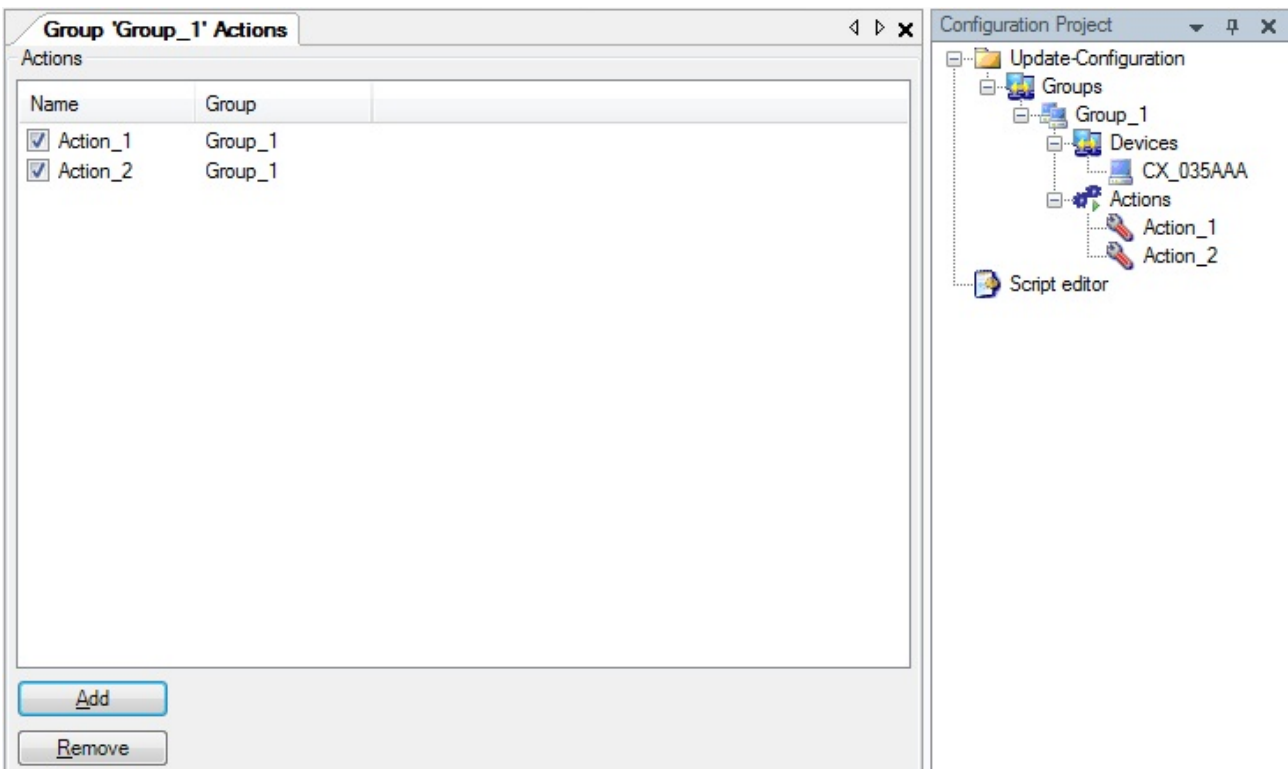 Group 'Group_1' Actions
Actions
Name Group
Action_1 Group_1
Action_2 Group_1
Add
Remove
Configuration Project
Update-Configuration
Groups
Group_1
Devices
CX_035AAA
Actions
Action_1
Action_2
Script editor